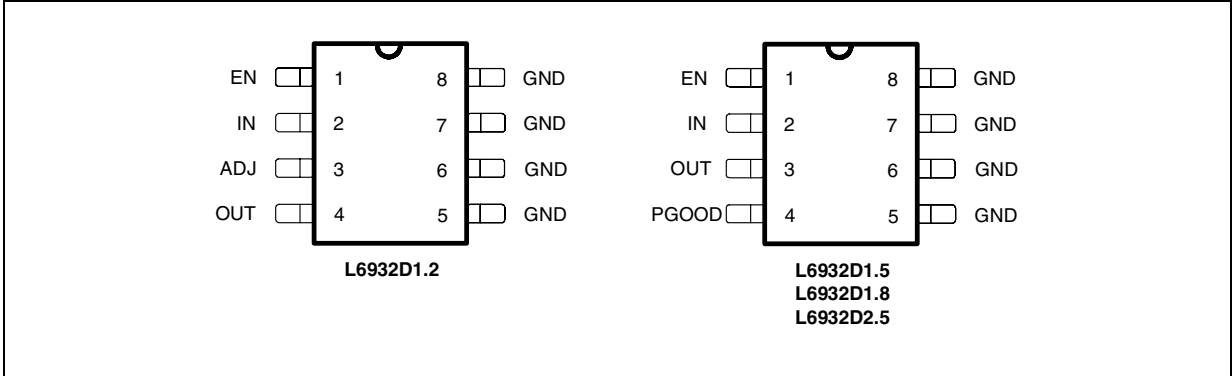 EN 1 8 GND
IN 2 7 GND
ADJ 3 6 GND
OUT 4 5 GND
L6932D1.2
EN 1 8 GND
IN 2 7 GND
OUT 3 6 GND
PGOOD 4 5 GND
L6932D1.5
L6932D1.8
L6932D2.5